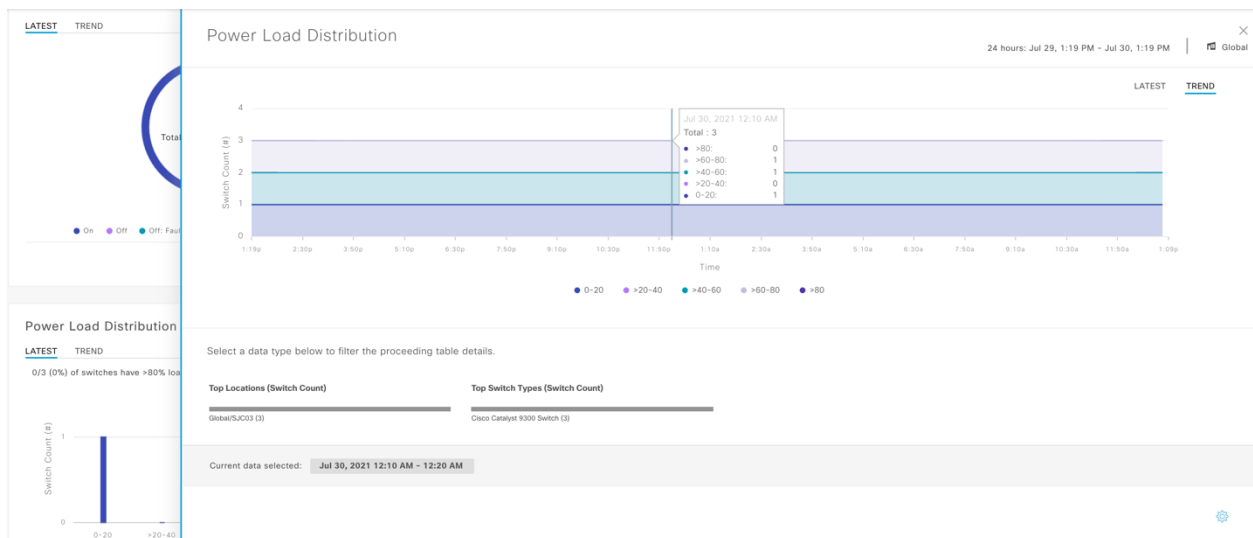 LATEST TREND
Total
On Off Off: Faul
Power Load Distribution
LATEST TREND
0/3 (0%) of switches have >80% loa
Switch Count (#)
1
0
0-20 >20-40
Power Load Distribution
24 hours: Jul 29, 1:19 PM - Jul 30, 1:19 PM
Global
LATEST TREND
Switch Count (#)
4
3
2
1
0
Jul 30, 2021 12:10 AM
Total : 3
>80: 0
>60-80: 1
>40-60: 1
>20-40: 0
0-20: 1
1:19p 2:30p 3:50p 5:10p 6:30p 7:50p 9:10p 10:30p 11:50p 1:10a 2:30a 3:50a 5:10a 6:30a 7:50a 9:10a 10:30a 11:50a 1:09p
Time
0-20 >20-40 >40-60 >60-80 >80
Select a data type below to filter the proceeding table details.
Top Locations (Switch Count) Top Switch Types (Switch Count)
Global/SJC03 (3) Cisco Catalyst 9300 Switch (3)
Current data selected: Jul 30, 2021 12:10 AM - 12:20 AM